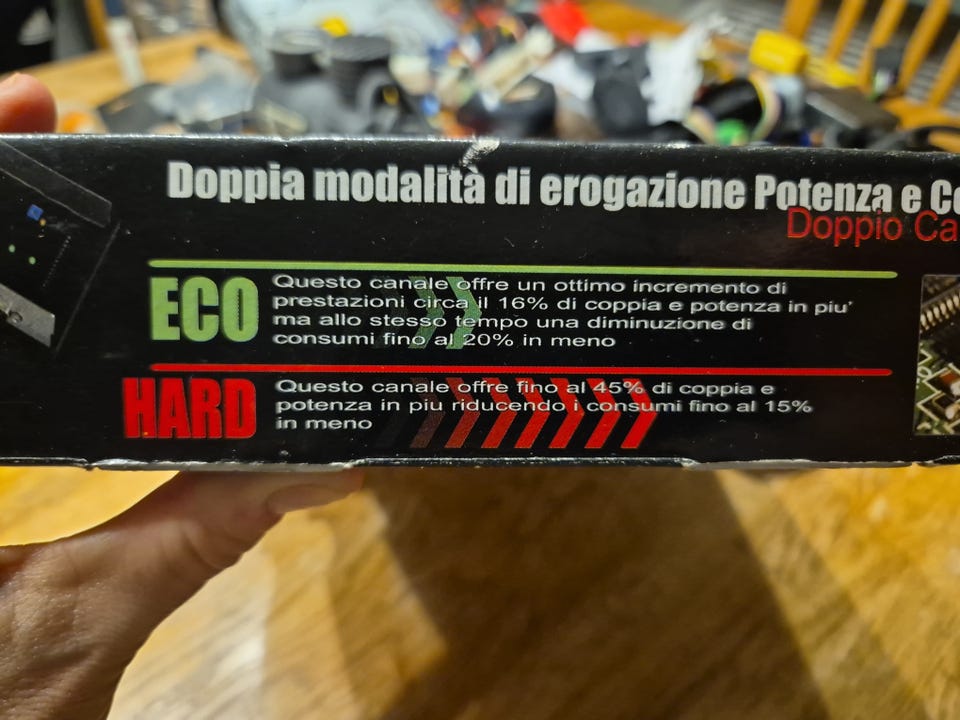 Doppia modalità di erogazione Potenza e
Doppio
ECO
Questo canale offre un ottimo incremento di
prestazioni circa il 16% di coppia e potenza in piu'
ma allo stesso tempo una diminuzione di
consumi fino al 20% in meno
HARD
Questo canale offre fino al 45% di coppia e
potenza in piu riducendo i consumi fino al 15%
in meno